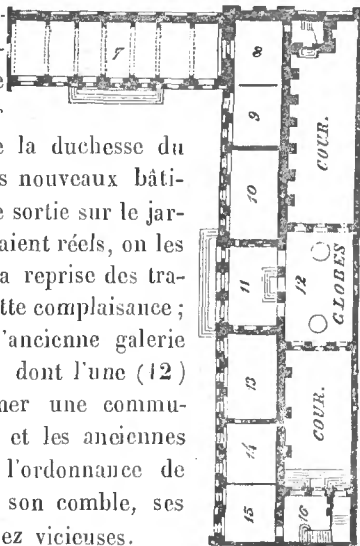 e la duchesse du
s nouveaux bâti-
e sortie sur le jar-
aient réels, on les
a reprise des tra-
tte complaisance ;
'ancienne galerie
dont l'une (12)
ner une commu-
et les anciennes
l'ordonnance de
son comble, ses
ez vicieuses.
7
8
9
10
11
13
14
15
COUR.
12
GLOBES
COUR.
16